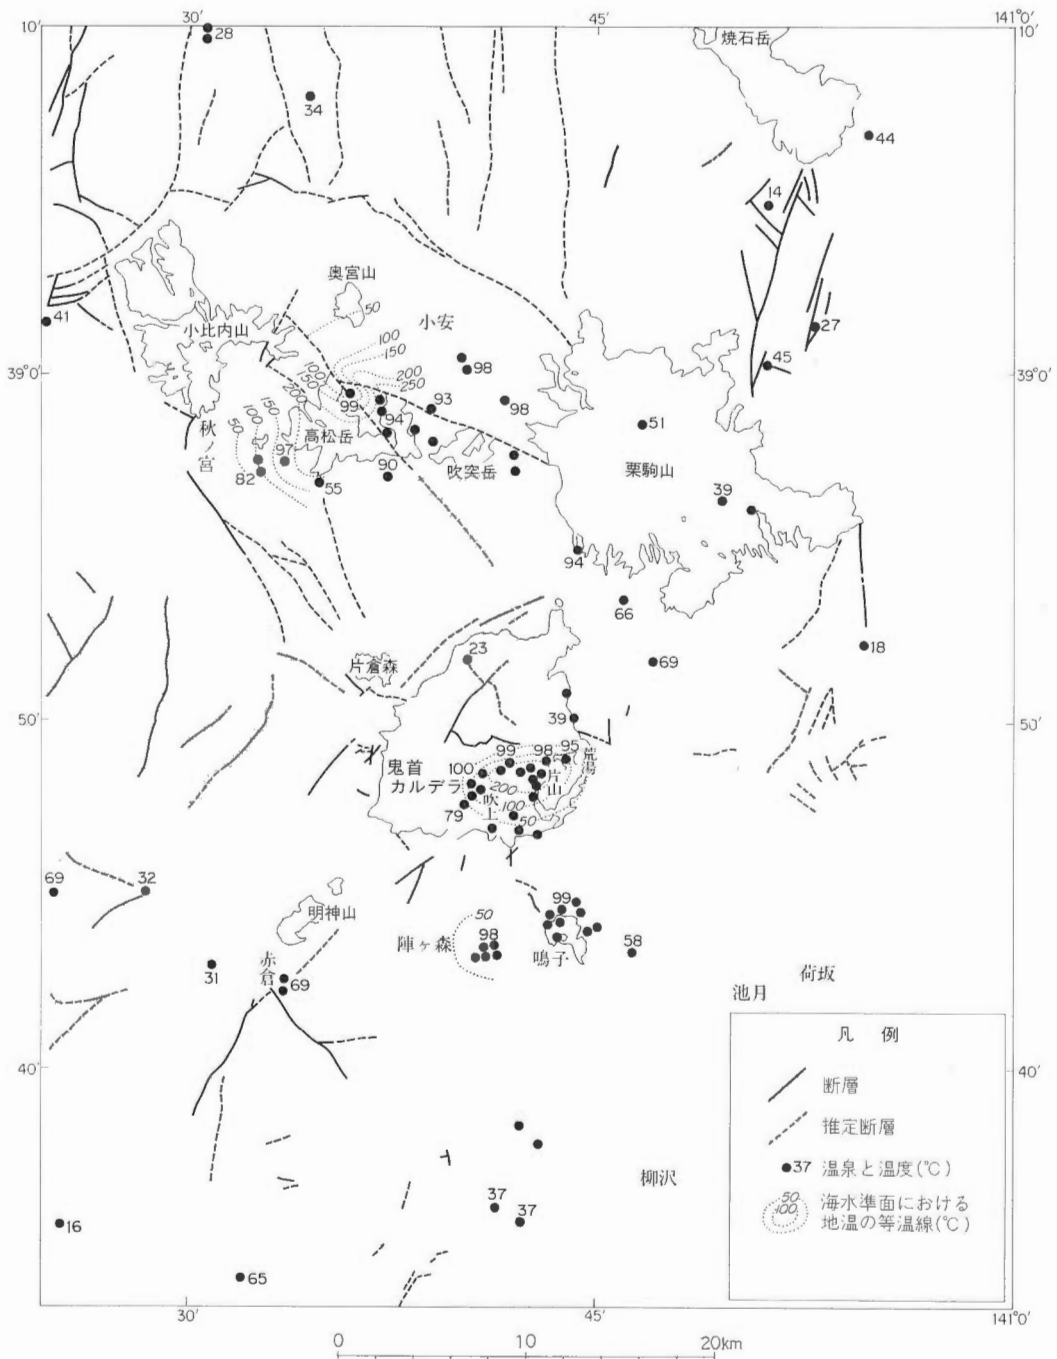 30′
45′
141°0′
10′
10′
28
焼石岳
34
44
14
奥宮山
50
41
小比内山
小安
27
100
150
45
39°0′
98
39°0′
200
250
100
150
200
99
93
98
94
51
150
100
50
秋ノ宮
高松岳
97
82
吹突岳
栗駒山
90
55
39
94
66
23
69
18
片倉森
50′
39
50′
99
98
95
荒湯
鬼首
カルデラ
100
片山
200
吹上
79
100
50
69
32
明神山
50
99
陣ヶ森
98
鳴子
58
31
赤倉
69
荷坂
池月
凡例
40′
40′
断層
推定断層
37 温泉と温度(℃)
50
100
海水準面における
地温の等温線(℃)
柳沢
37
37
16
65
30′
45′
141°0′
0 10 20km